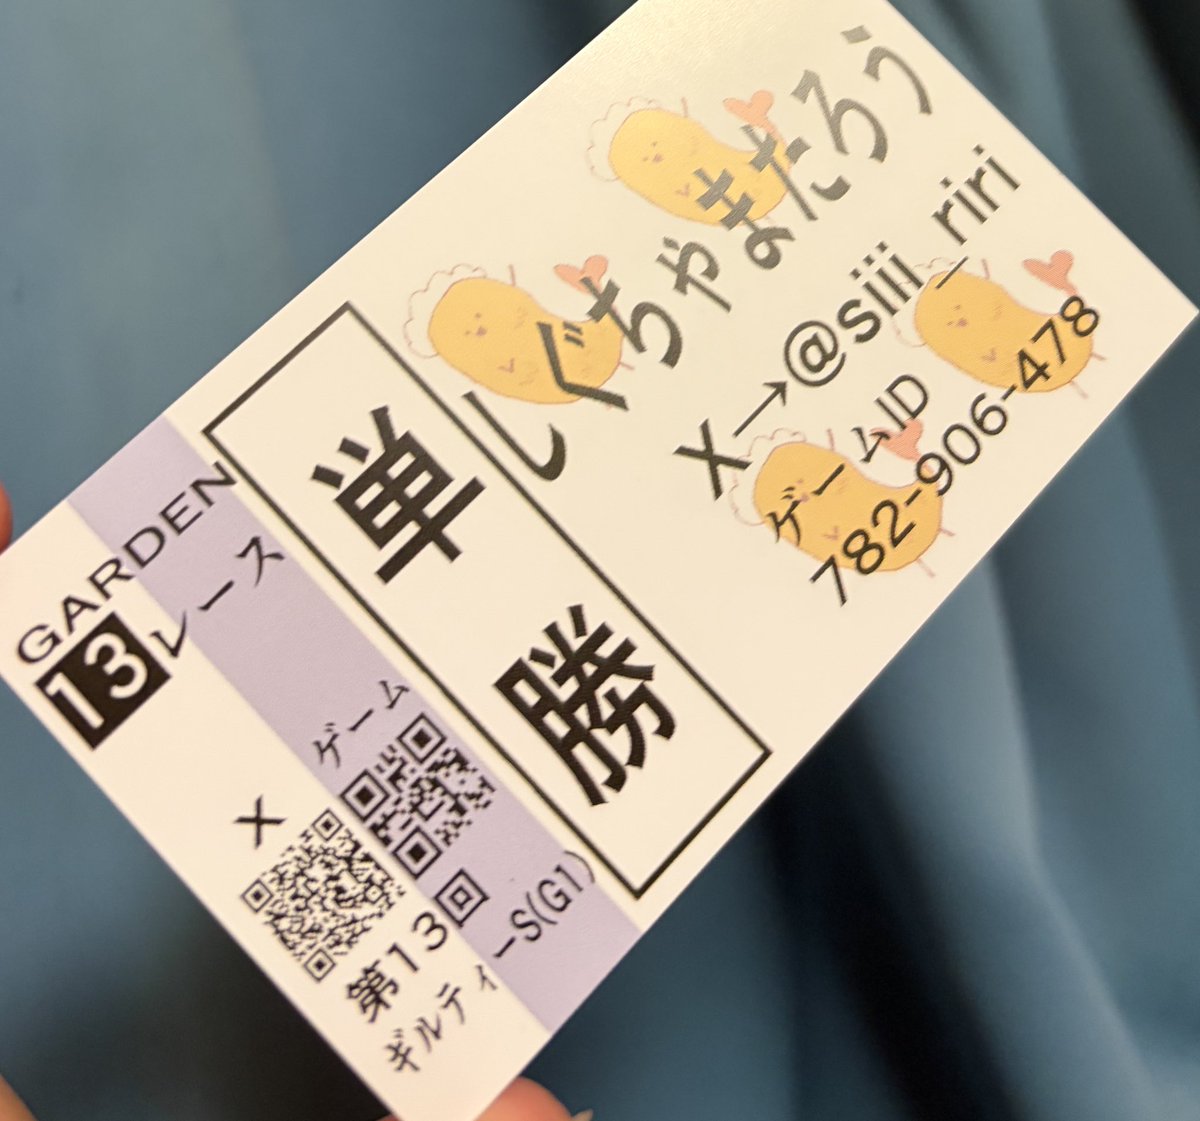 GARDEN
13レース
X
ゲーム
第13回
ギルティーS(G1)
単勝
しぐちゃまたろう
X→@siii_riri
ゲームID
782-906-478